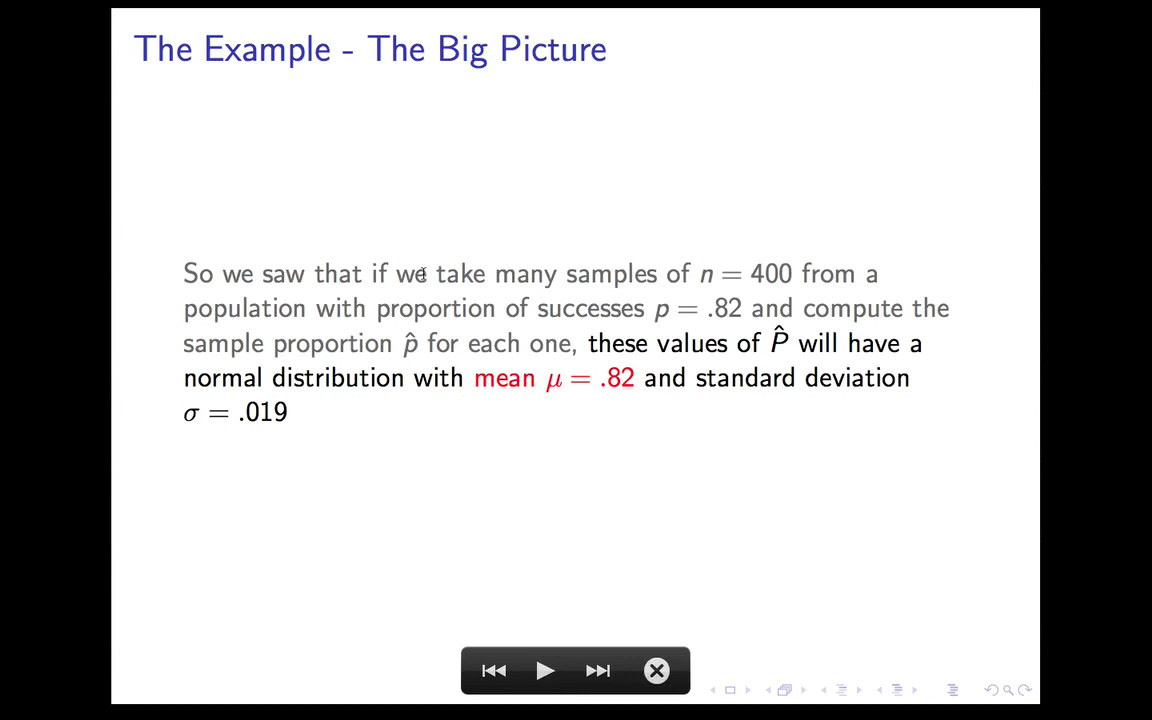 The Example - The Big Picture
So we saw that if we take many samples of n = 400 from a
population with proportion of successes p = .82 and compute the
sample proportion p̂ for each one, these values of P̂ will have a
normal distribution with mean μ = .82 and standard deviation
σ = .019